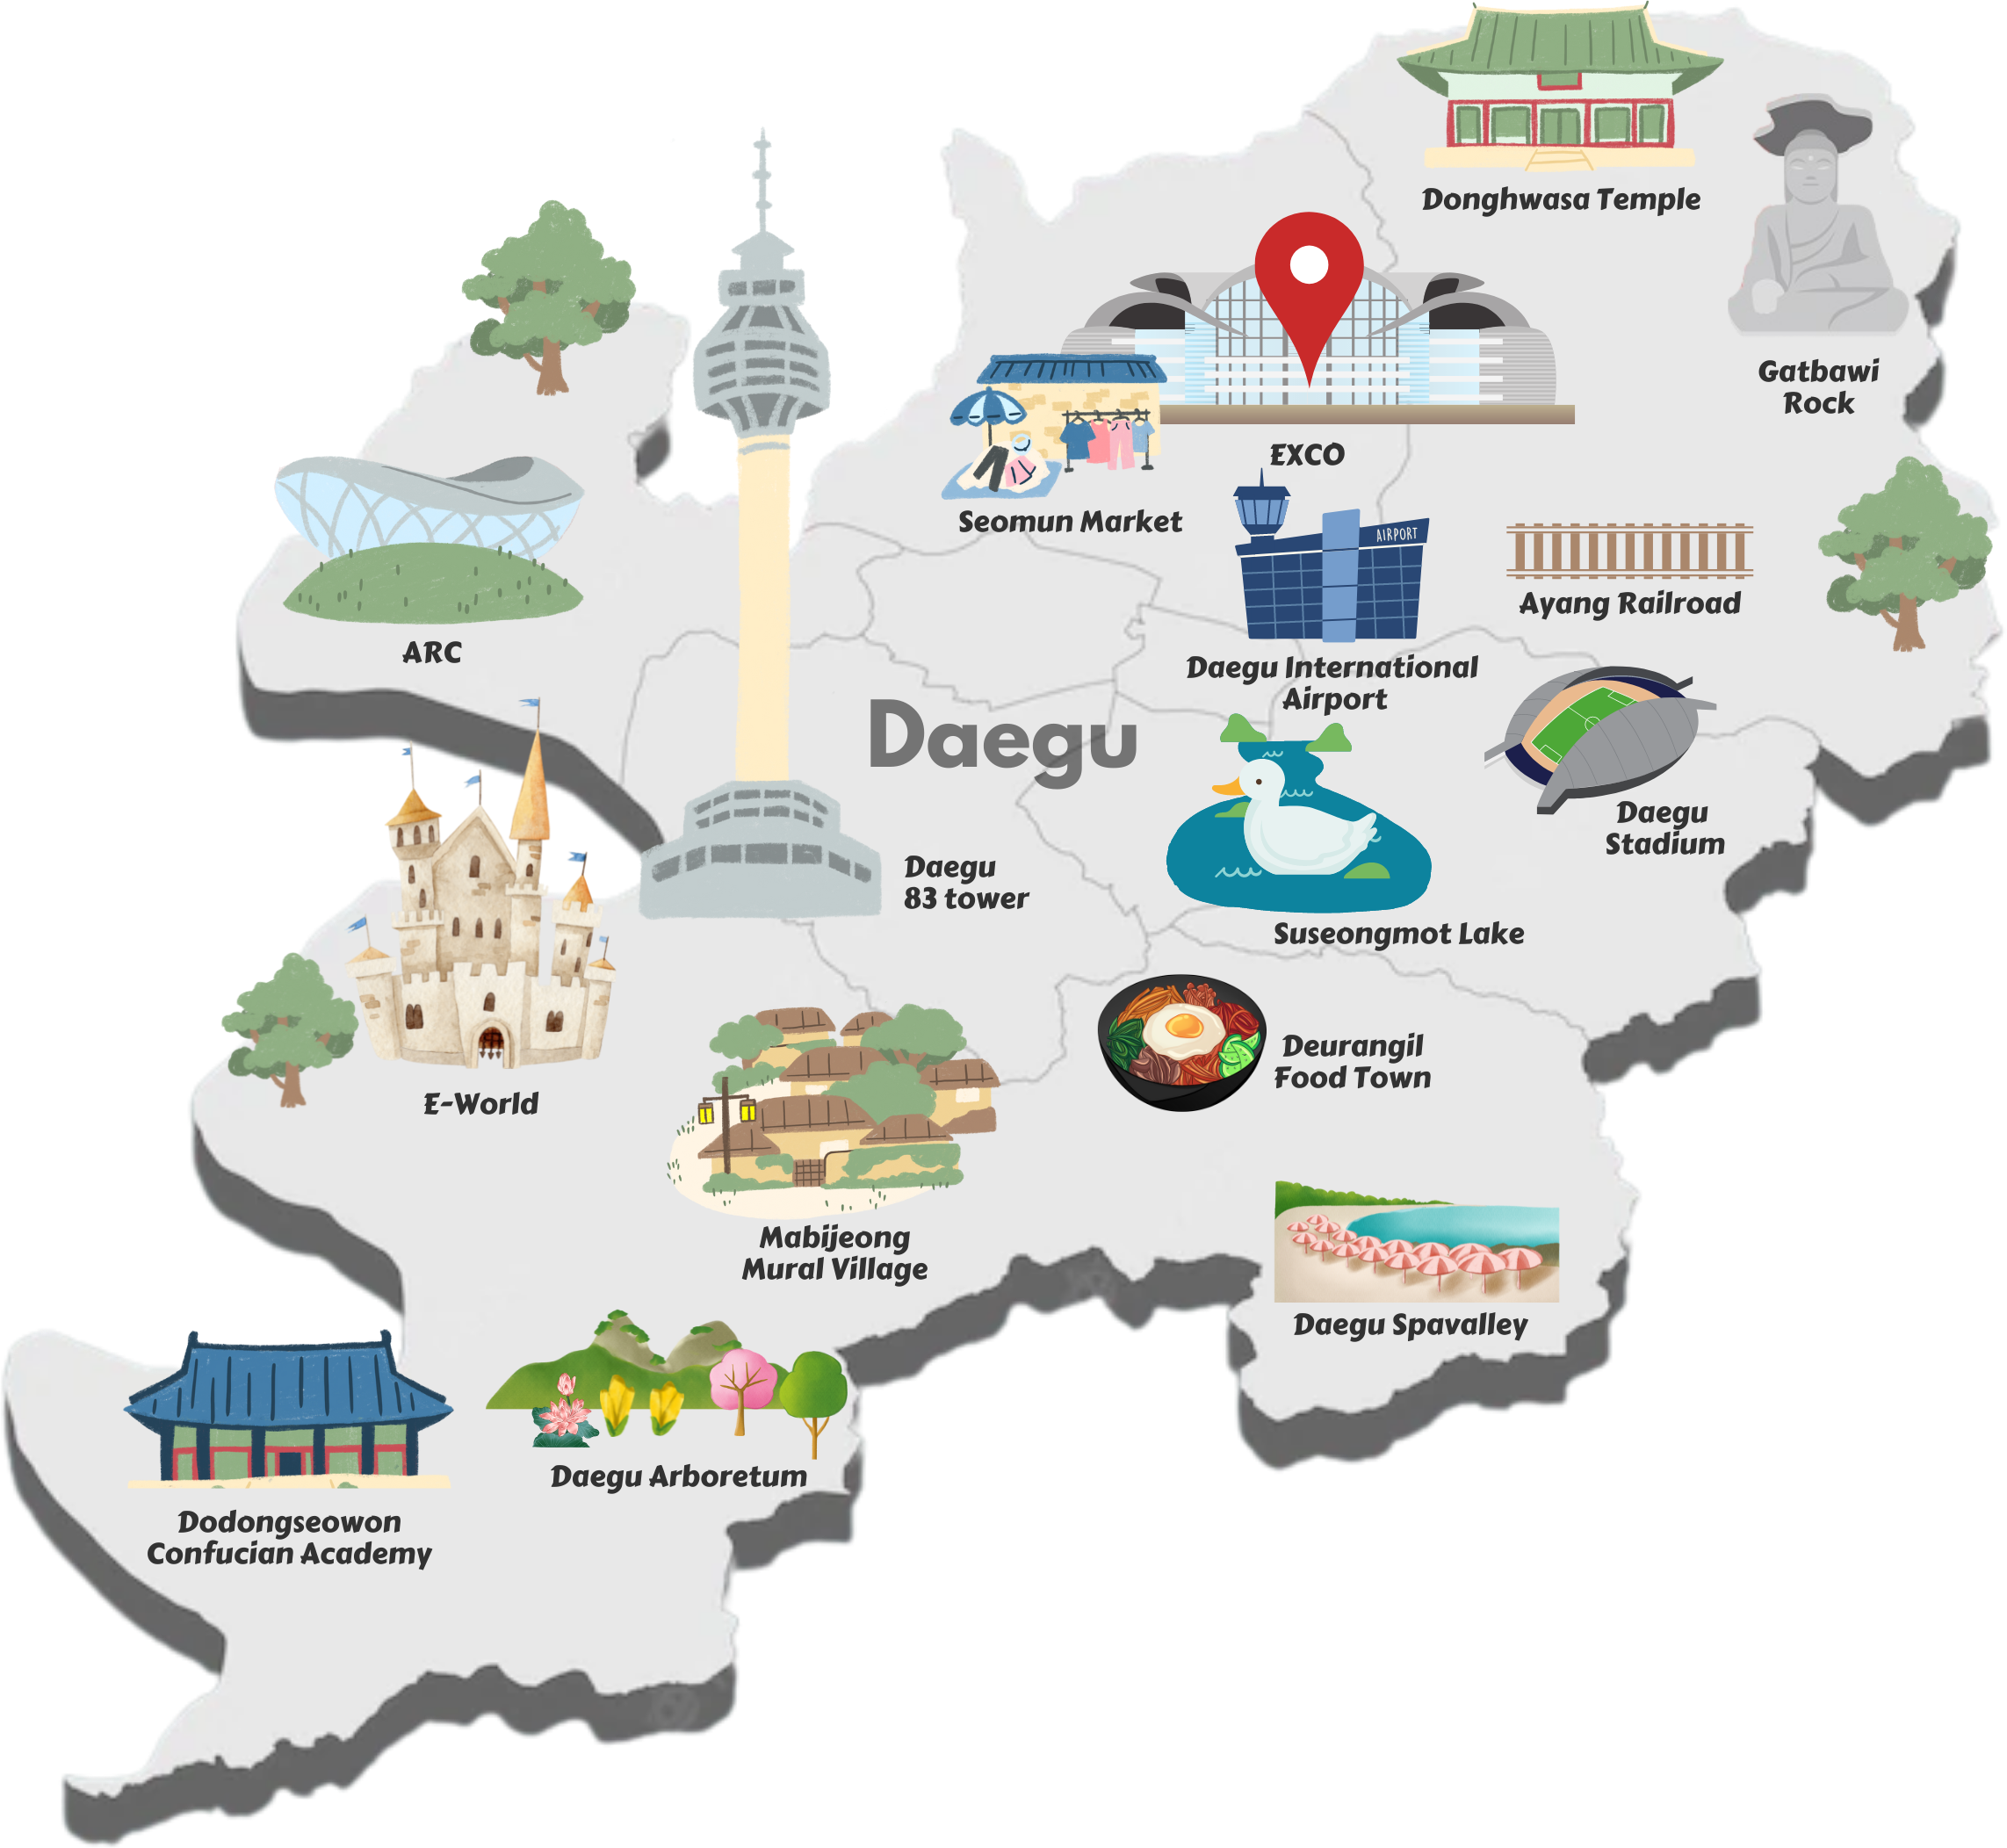 Donghwasa Temple
Gatbawi
Rock
EXCO
Seomun Market
AIRPORT
Ayang Railroad
ARC
Daegu International
Airport
Daegu
Daegu
Stadium
Daegu
83 tower
Suseongmot Lake
Deurangil
Food Town
E-World
Mabijeong
Mural Village
Daegu Spavalley
Daegu Arboretum
Dodongseowon
Confucian Academy